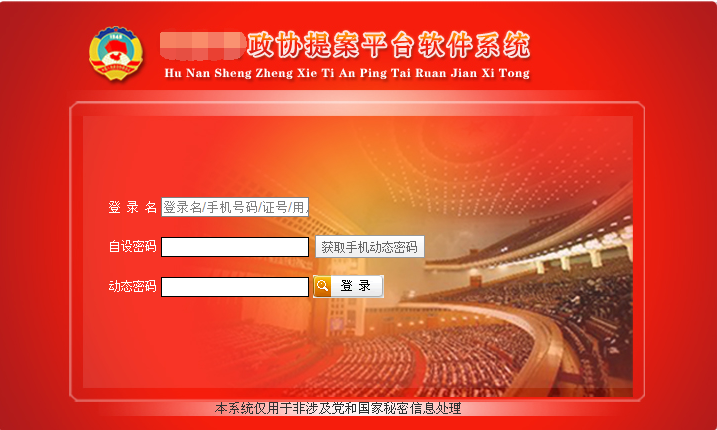 政协提案平台软件系统
Hu Nan Sheng Zheng Xie Ti An Ping Tai Ruan Jian Xi Tong
登 录 名 登录名/手机号码/证号/用
自设密码 获取手机动态密码
动态密码 登 录
本系统仅用于非涉及党和国家秘密信息处理